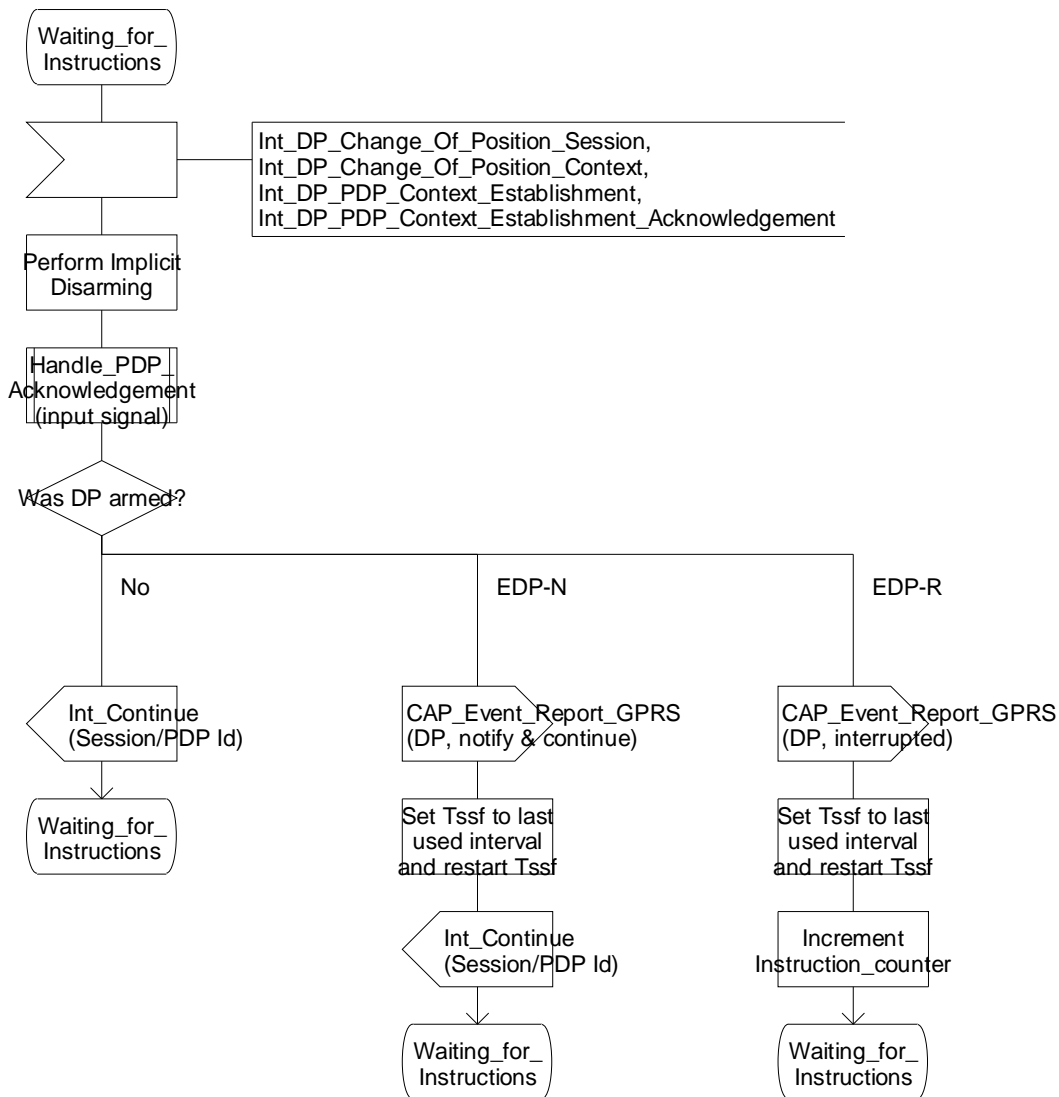 Waiting_for_
Instructions
Int_DP_Change_Of_Position_Session,
Int_DP_Change_Of_Position_Context,
Int_DP_PDP_Context_Establishment,
Int_DP_PDP_Context_Establishment_Acknowledgement
Perform Implicit
Disarming
Handle_PDP_
Acknowledgement
(input signal)
Was DP armed?
No
EDP-N
EDP-R
Int_Continue
(Session/PDP Id)
CAP_Event_Report_GPRS
(DP, notify & continue)
CAP_Event_Report_GPRS
(DP, interrupted)
Waiting_for_
Instructions
Set Tssf to last
used interval
and restart Tssf
Set Tssf to last
used interval
and restart Tssf
Int_Continue
(Session/PDP Id)
Increment
Instruction_counter
Waiting_for_
Instructions
Waiting_for_
Instructions